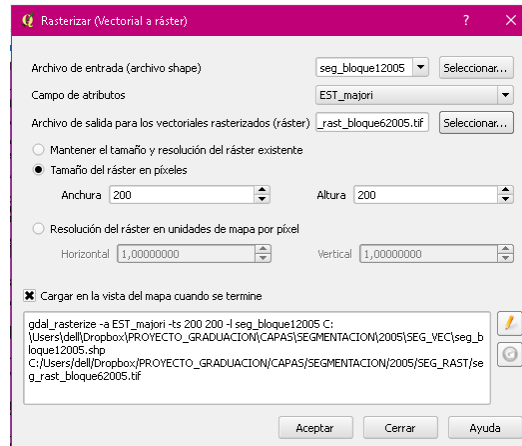 Rasterizar (Vectorial a ráster)
? X
Archivo de entrada (archivo shape) seg_bloque12005 Seleccionar...
Campo de atributos EST_majori
Archivo de salida para los vectoriales rasterizados (ráster) _rast_bloque62005.tif Seleccionar...
Mantener el tamaño y resolución del ráster existente
Tamaño del ráster en píxeles
Anchura 200 Altura 200
Resolución del ráster en unidades de mapa por píxel
Horizontal 1,00000000 Vertical 1,00000000
Cargar en la vista del mapa cuando se termine
gdal_rasterize -a EST_majori -ts 200 200 -l seg_bloque12005 C:
\Users\dell\Dropbox\PROYECTO_GRADUACION\CAPAS\SEGMENTACION\2005\SEG_VEC\seg_b
loque12005.shp
C:/Users/dell/Dropbox/PROYECTO_GRADUACION/CAPAS/SEGMENTACION/2005/SEG_RAST/se
g_rast_bloque62005.tif
Aceptar Cerrar Ayuda